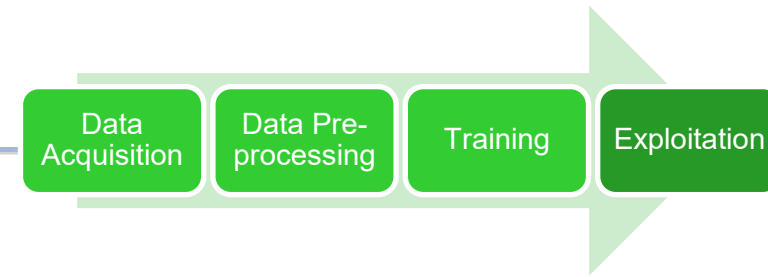 Data
Acquisition
Data Pre-
processing
Training
Exploitation